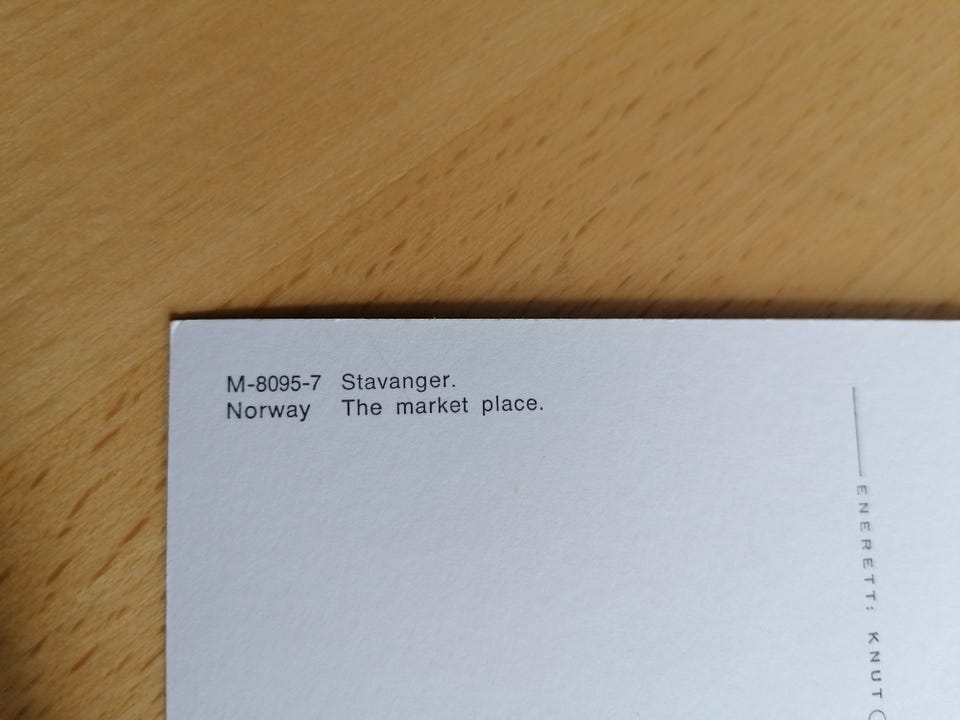 M-8095-7 Stavanger.
Norway The market place.
ENERETT: KNUT